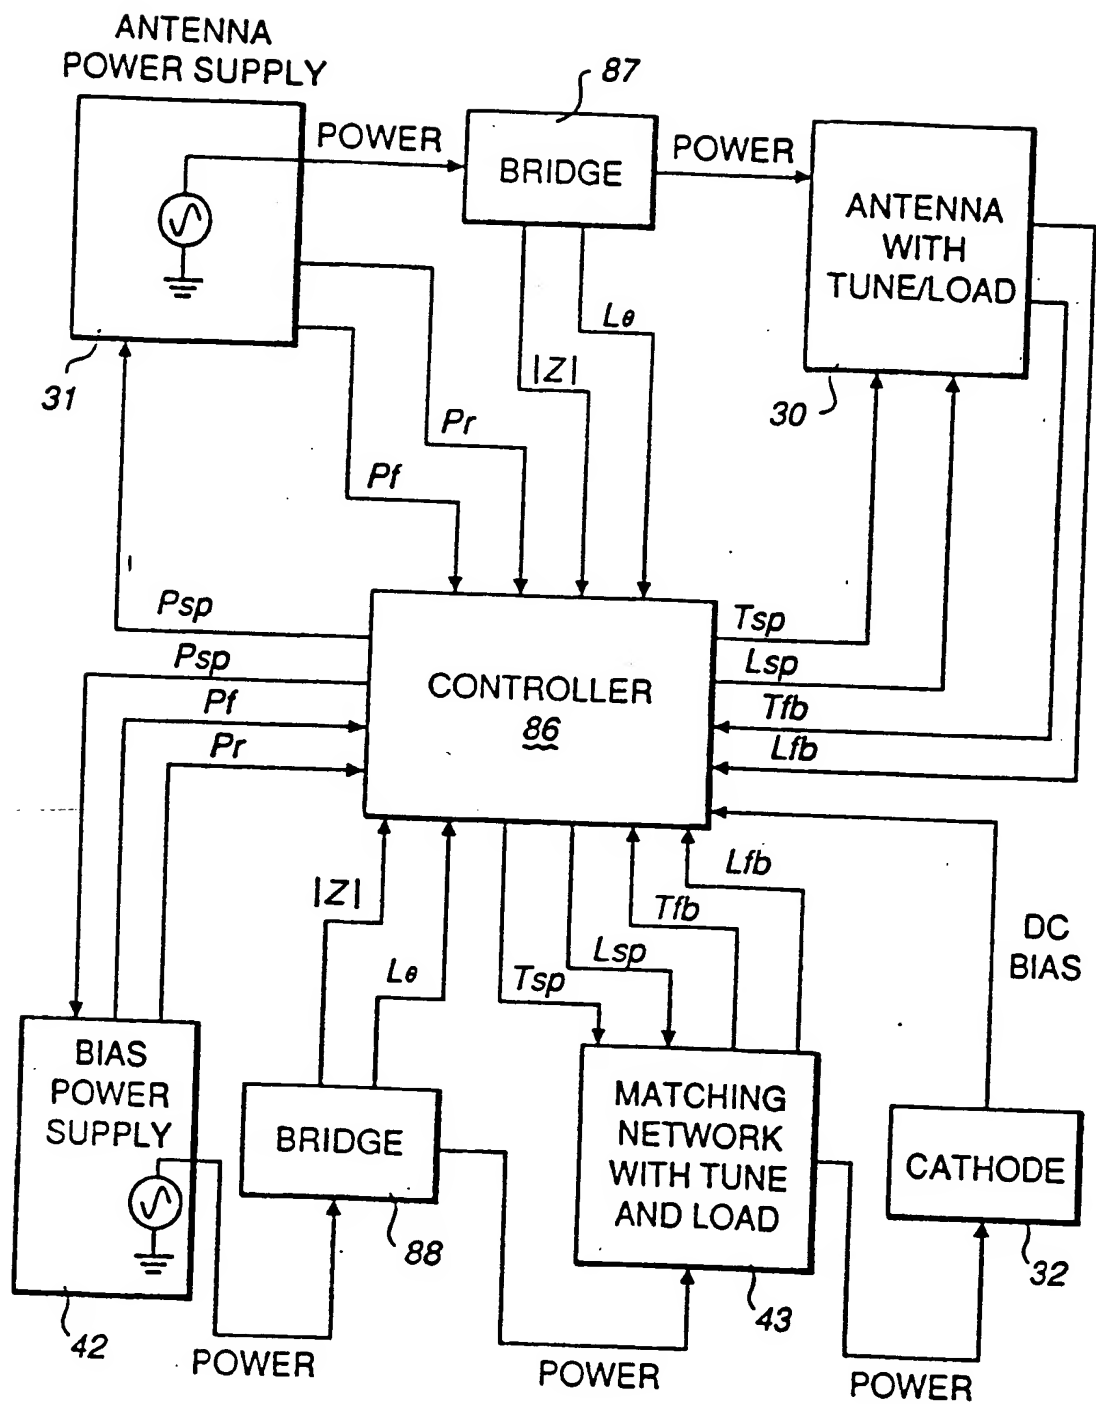 ANTENNA
POWER SUPPLY
87
POWER
BRIDGE
POWER
ANTENNA
WITH
TUNE/LOAD
31
30
Lθ
|Z|
Pr
Pf
Psp
Psp
Pf
Pr
CONTROLLER
86
Tsp
Lsp
Tfb
Lfb
|Z|
Lθ
Tsp
Lsp
Tfb
Lfb
DC
BIAS
BIAS
POWER
SUPPLY
BRIDGE
MATCHING
NETWORK
WITH TUNE
AND LOAD
CATHODE
42
88
43
32
POWER
POWER
POWER